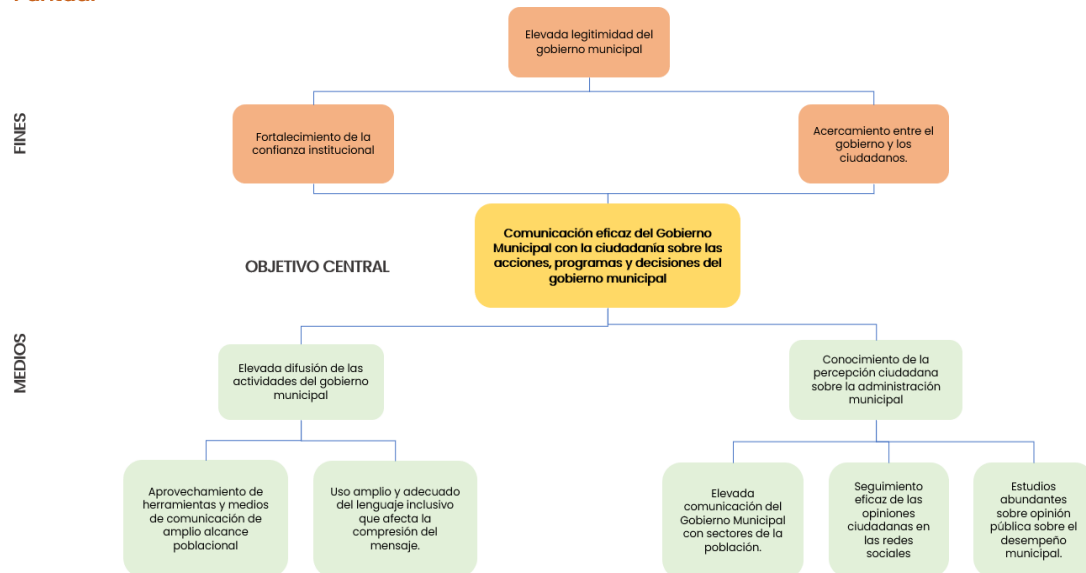 Elevada legitimidad del
gobierno municipal
FINES
Fortalecimiento de la
confianza institucional
Acercamiento entre el
gobierno y los
ciudadanos.
Comunicación eficaz del Gobierno
Municipal con la ciudadanía sobre las
acciones, programas y decisiones del
gobierno municipal
OBJETIVO CENTRAL
MEDIOS
Elevada difusión de las
actividades del gobierno
municipal
Conocimiento de la
percepción ciudadana
sobre la administración
municipal
Aprovechamiento de
herramientas y medios
de comunicación de
amplio alcance
poblacional
Uso amplio y adecuado
del lenguaje inclusivo
que afecta la
compresión del
mensaje.
Elevada
comunicación del
Gobierno Municipal
con sectores de la
población.
Seguimiento
eficaz de las
opiniones
ciudadanas en
las redes
sociales
Estudios
abundantes
sobre opinión
pública sobre el
desempeño
municipal.